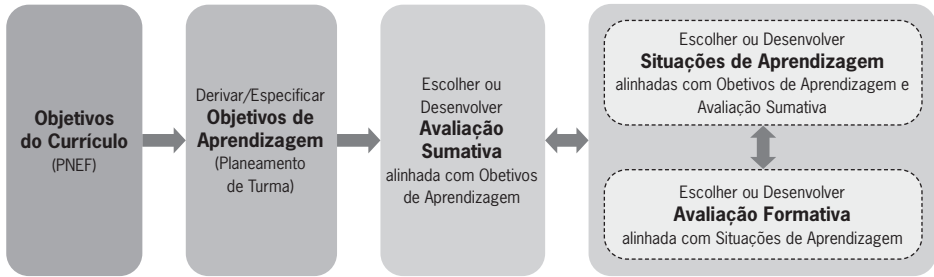 Objetivos
do Currículo
(PNEF)
Derivar/Especificar
Objetivos de
Aprendizagem
(Planeamento
de Turma)
Escolher ou
Desenvolver
Avaliação
Sumativa
alinhada com Obetivos
de Aprendizagem
Escolher ou Desenvolver
Situações de Aprendizagem
alinhadas com Obetivos de Aprendizagem e
Avaliação Sumativa
Escolher ou Desenvolver
Avaliação Formativa
alinhada com Situações de Aprendizagem